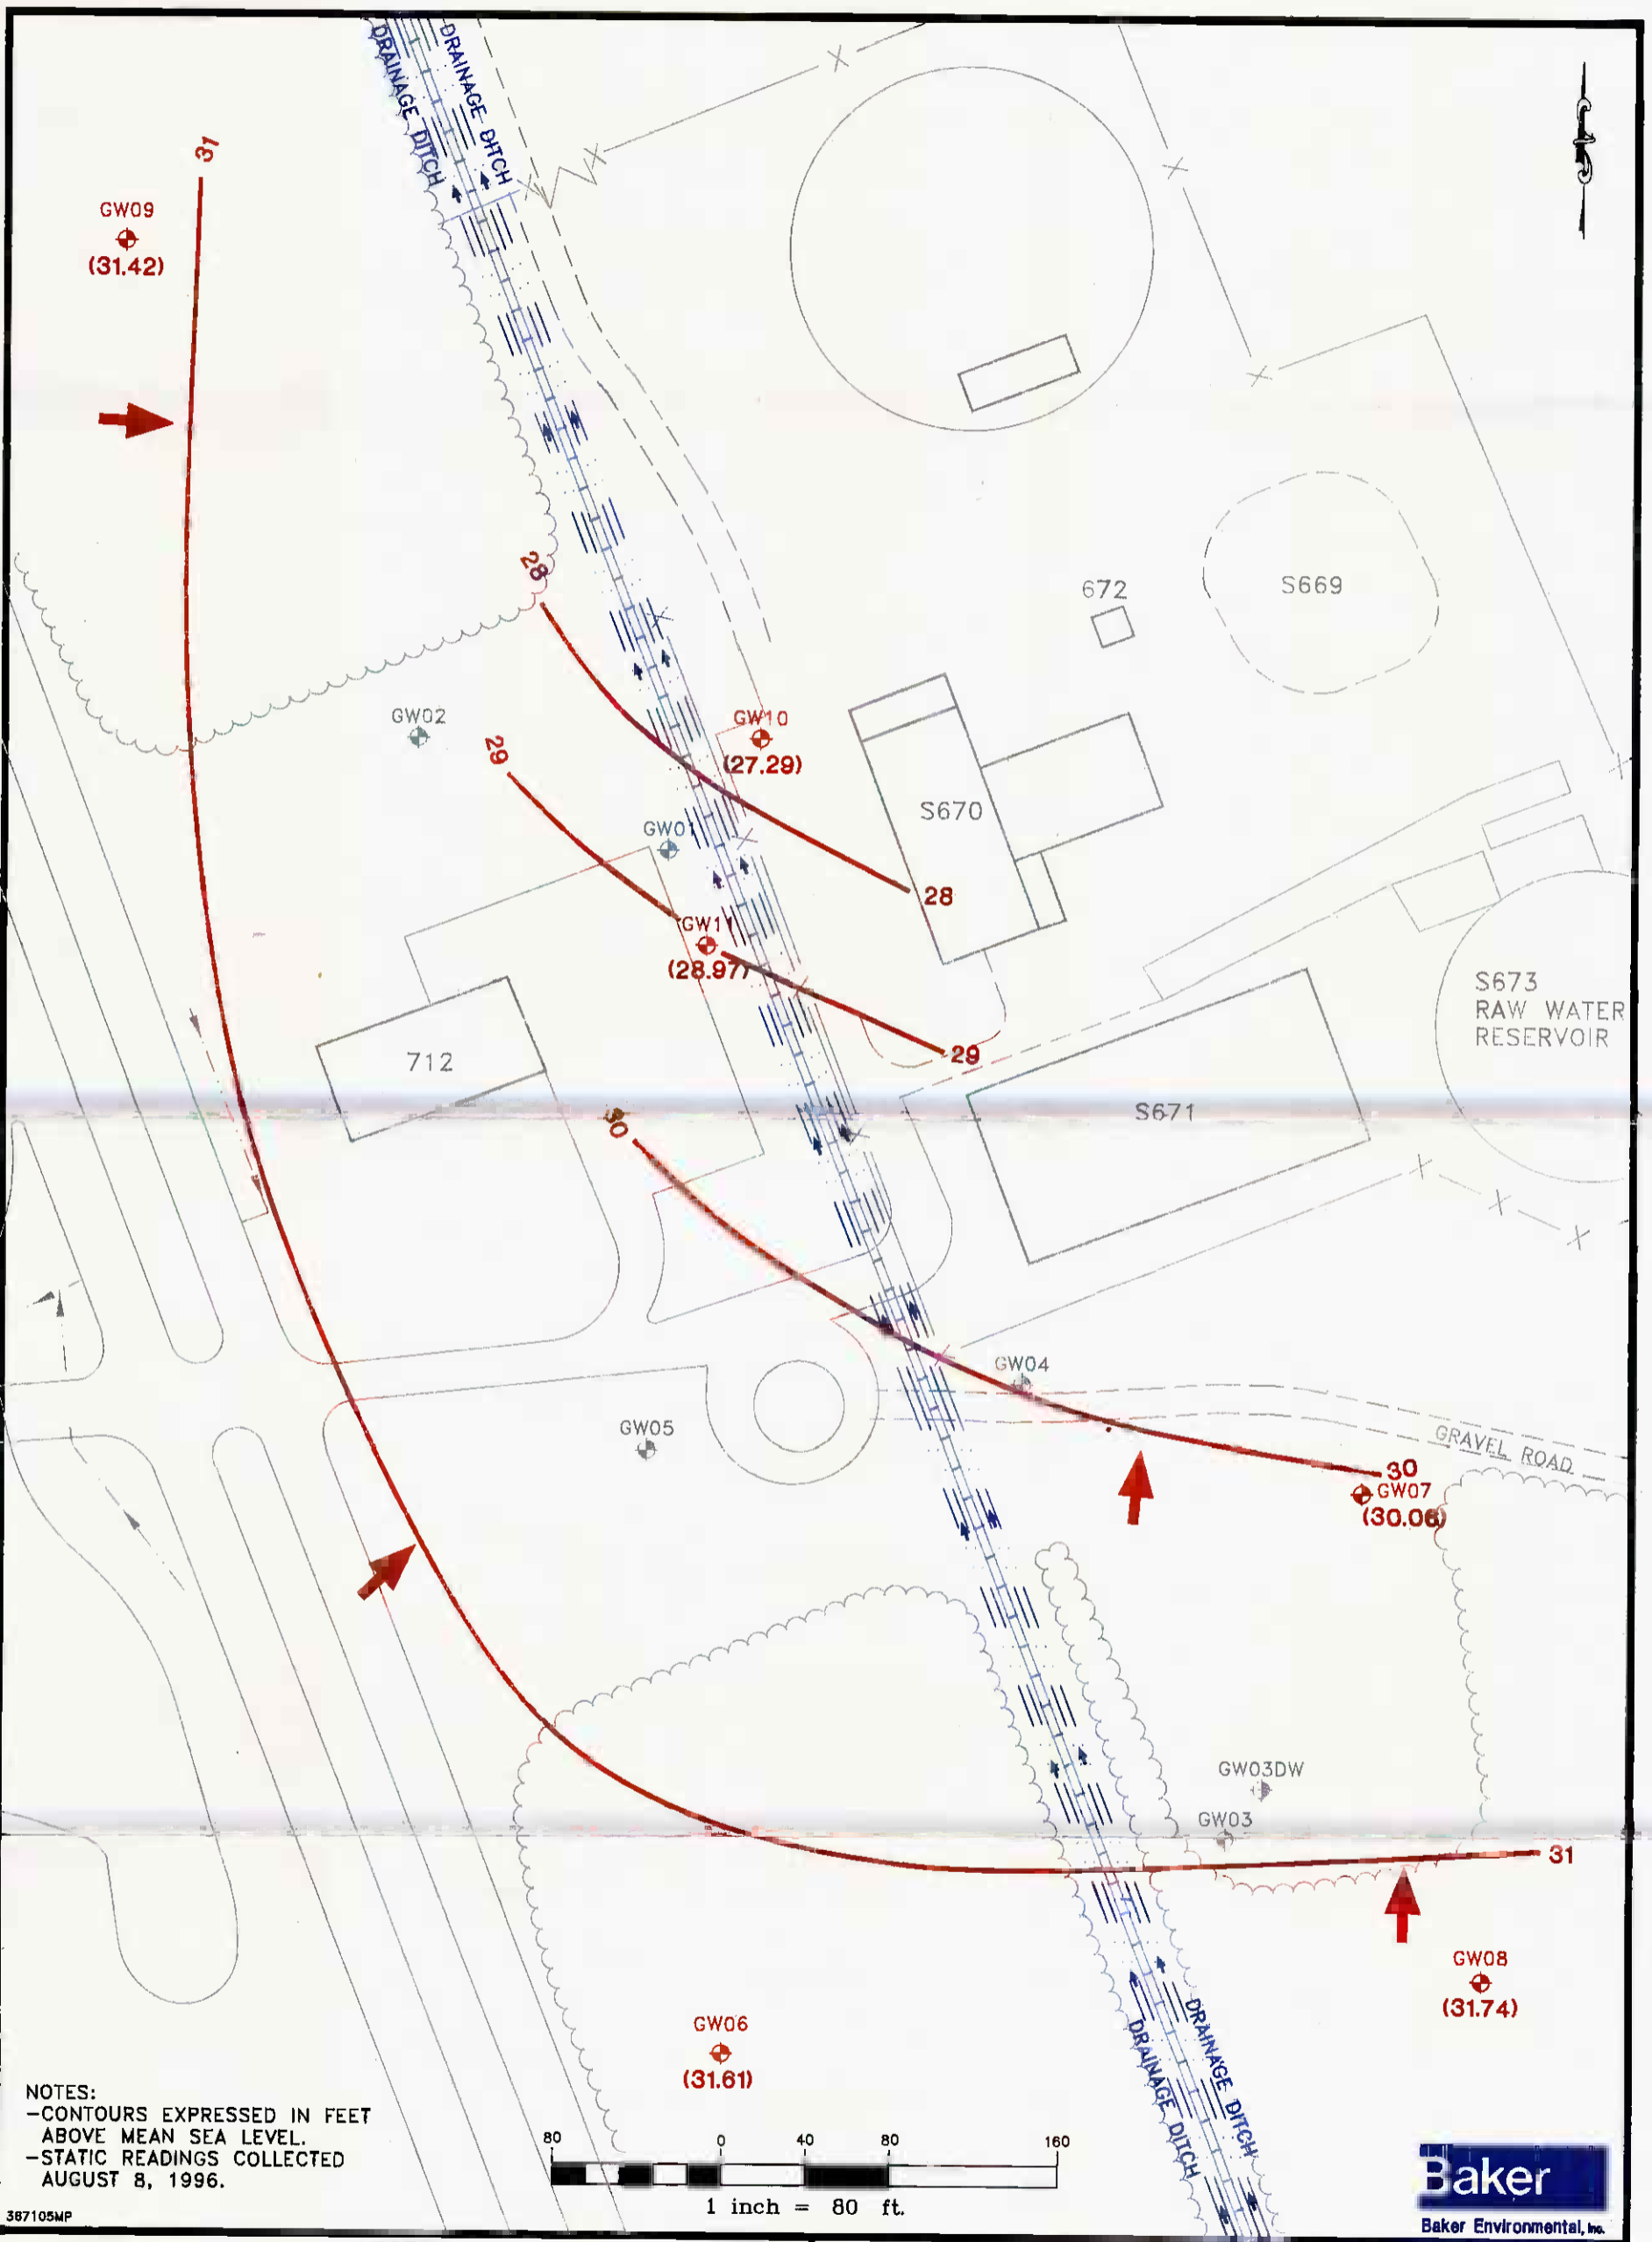 DRAINAGE DITCH
DRAINAGE DITCH
31
GW09
(31.42)
28
672
S669
GW02
GW10
(27.29)
29
S670
GW01
28
GW11
(28.97)
29
S673
RAW WATER
RESERVOIR
712
30
S671
GW04
GW05
GRAVEL ROAD
30
GW07
(30.06)
GW03DW
GW03
31
GW08
(31.74)
GW06
(31.61)
DRAINAGE DITCH
DRAINAGE DITCH
NOTES:
-CONTOURS EXPRESSED IN FEET
ABOVE MEAN SEA LEVEL.
-STATIC READINGS COLLECTED
AUGUST 8, 1996.
80 0 40 80 160
1 inch = 80 ft.
387105MP
Baker
Baker Environmental, Inc.